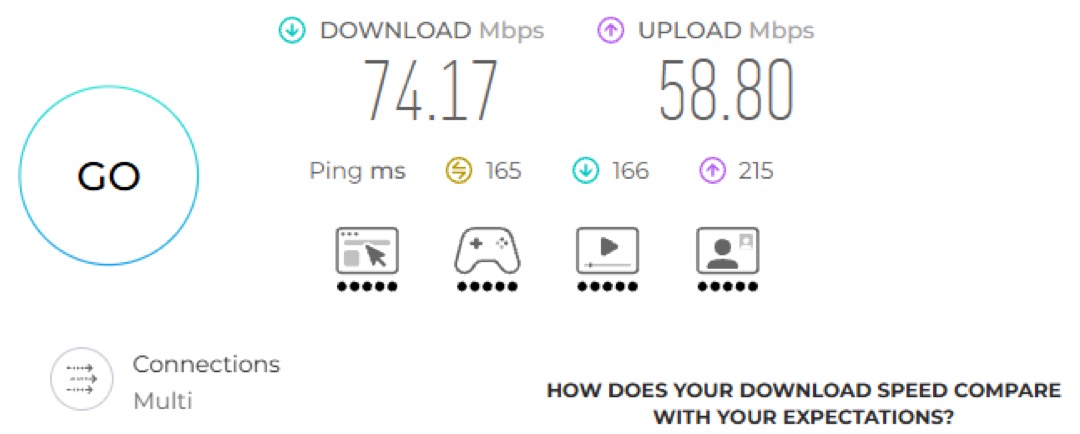 DOWNLOAD Mbps UPLOAD Mbps
74.17 58.80
GO
Ping ms 165 166 215
Connections
Multi
HOW DOES YOUR DOWNLOAD SPEED COMPARE
WITH YOUR EXPECTATIONS?